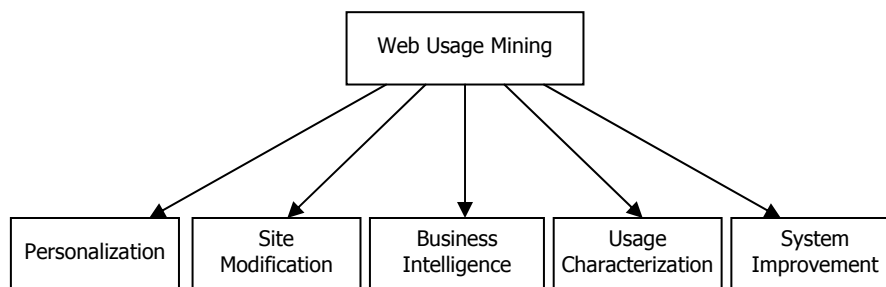 Web Usage Mining
Personalization
Site
Modification
Business
Intelligence
Usage
Characterization
System
Improvement